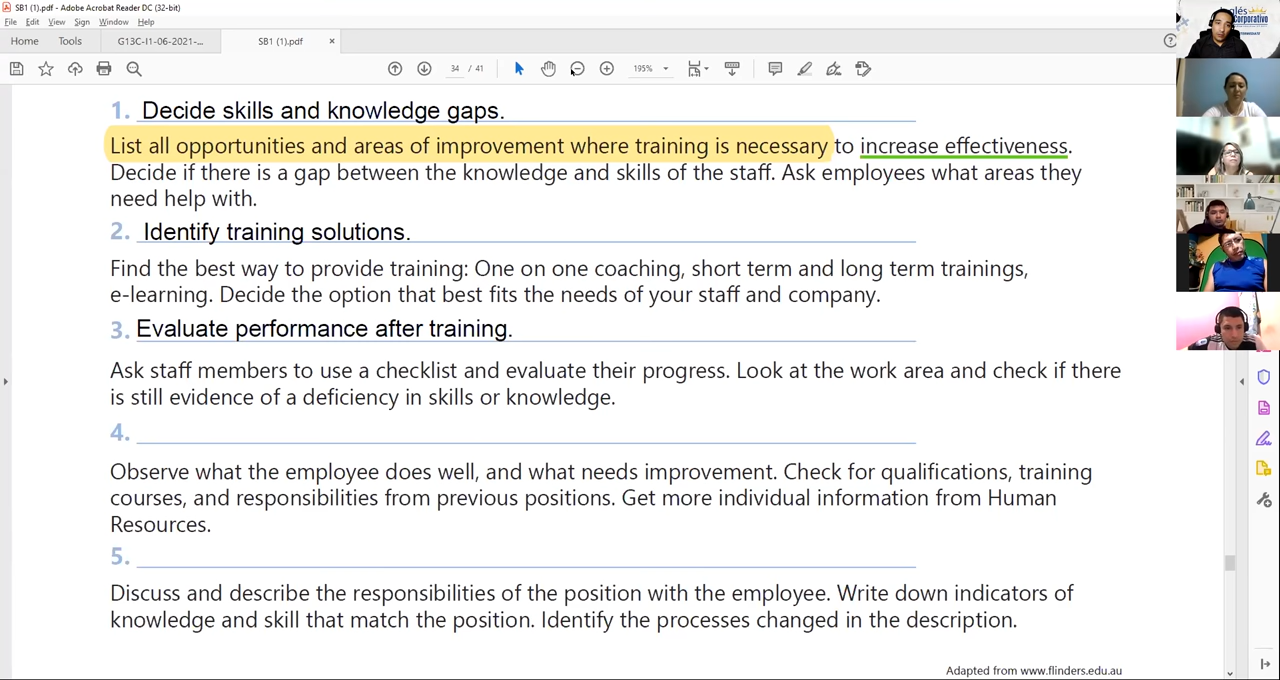 SB1 (1).pdf - Adobe Acrobat Reader DC (32-bit)
File Edit View Sign Window Help
Home Tools G13C-I1-06-2021-... SB1 (1).pdf ×
34 / 41 195%
1. Decide skills and knowledge gaps.
List all opportunities and areas of improvement where training is necessary to increase effectiveness.
Decide if there is a gap between the knowledge and skills of the staff. Ask employees what areas they
need help with.
2. Identify training solutions.
Find the best way to provide training: One on one coaching, short term and long term trainings,
e-learning. Decide the option that best fits the needs of your staff and company.
3. Evaluate performance after training.
Ask staff members to use a checklist and evaluate their progress. Look at the work area and check if there
is still evidence of a deficiency in skills or knowledge.
4.
Observe what the employee does well, and what needs improvement. Check for qualifications, training
courses, and responsibilities from previous positions. Get more individual information from Human
Resources.
5.
Discuss and describe the responsibilities of the position with the employee. Write down indicators of
knowledge and skill that match the position. Identify the processes changed in the description.
Adapted from www.flinders.edu.au